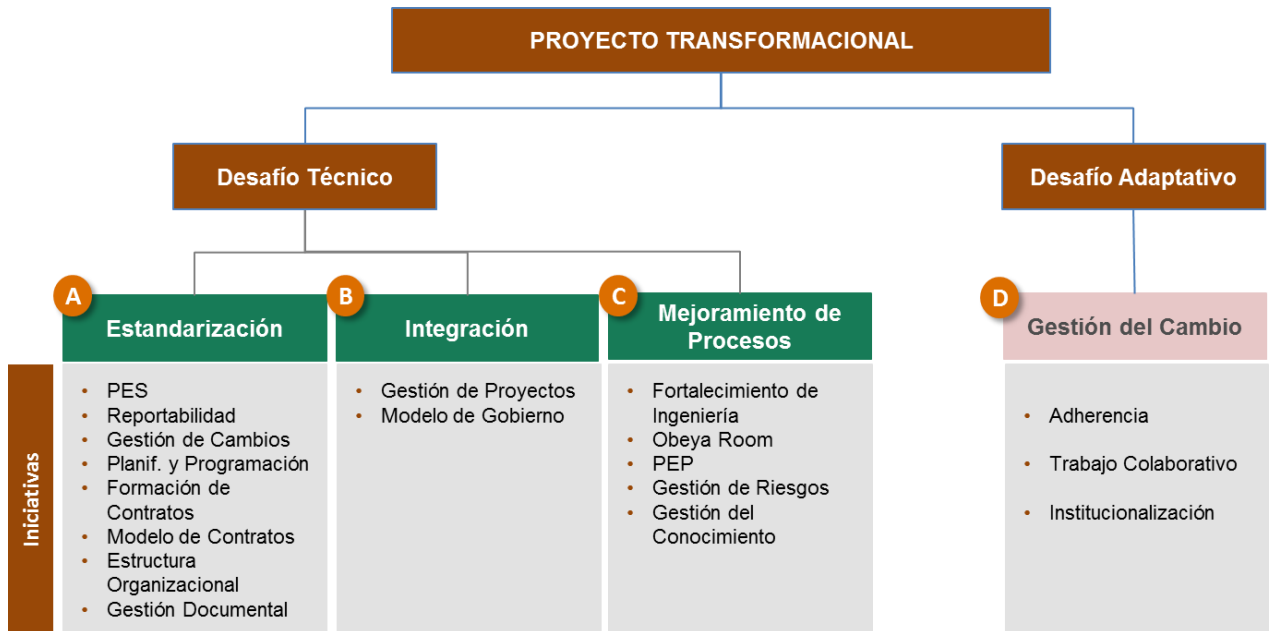 PROYECTO TRANSFORMACIONAL
Desafío Técnico
Desafío Adaptativo
A
Estandarización
B
Integración
C
Mejoramiento de
Procesos
D
Gestión del Cambio
Iniciativas
• PES
• Reportabilidad
• Gestión de Cambios
• Planif. y Programación
• Formación de
Contratos
• Modelo de Contratos
• Estructura
Organizacional
• Gestión Documental
• Gestión de Proyectos
• Modelo de Gobierno
• Fortalecimiento de
Ingeniería
• Obeya Room
• PEP
• Gestión de Riesgos
• Gestión del
Conocimiento
• Adherencia
• Trabajo Colaborativo
• Institucionalización